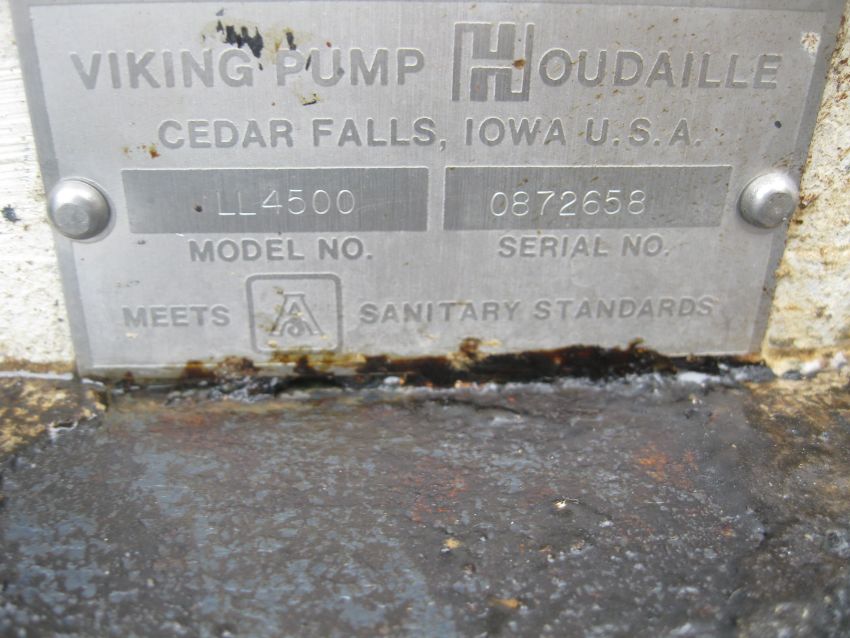 VIKING PUMP HOUDAILLE
CEDAR FALLS, IOWA U.S.A.
LL4500 0872658
MODEL NO. SERIAL NO.
MEETS SANITARY STANDARDS